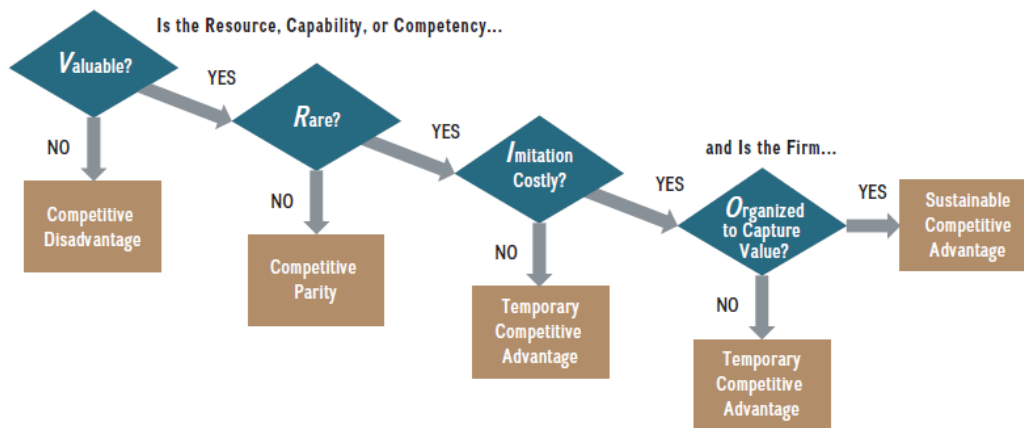 Is the Resource, Capability, or Competency...
Valuable?
YES
NO
Competitive
Disadvantage
Rare?
YES
NO
Competitive
Parity
Imitation
Costly?
YES
NO
Temporary
Competitive
Advantage
and Is the Firm...
Organized
to Capture
Value?
YES
NO
Temporary
Competitive
Advantage
Sustainable
Competitive
Advantage